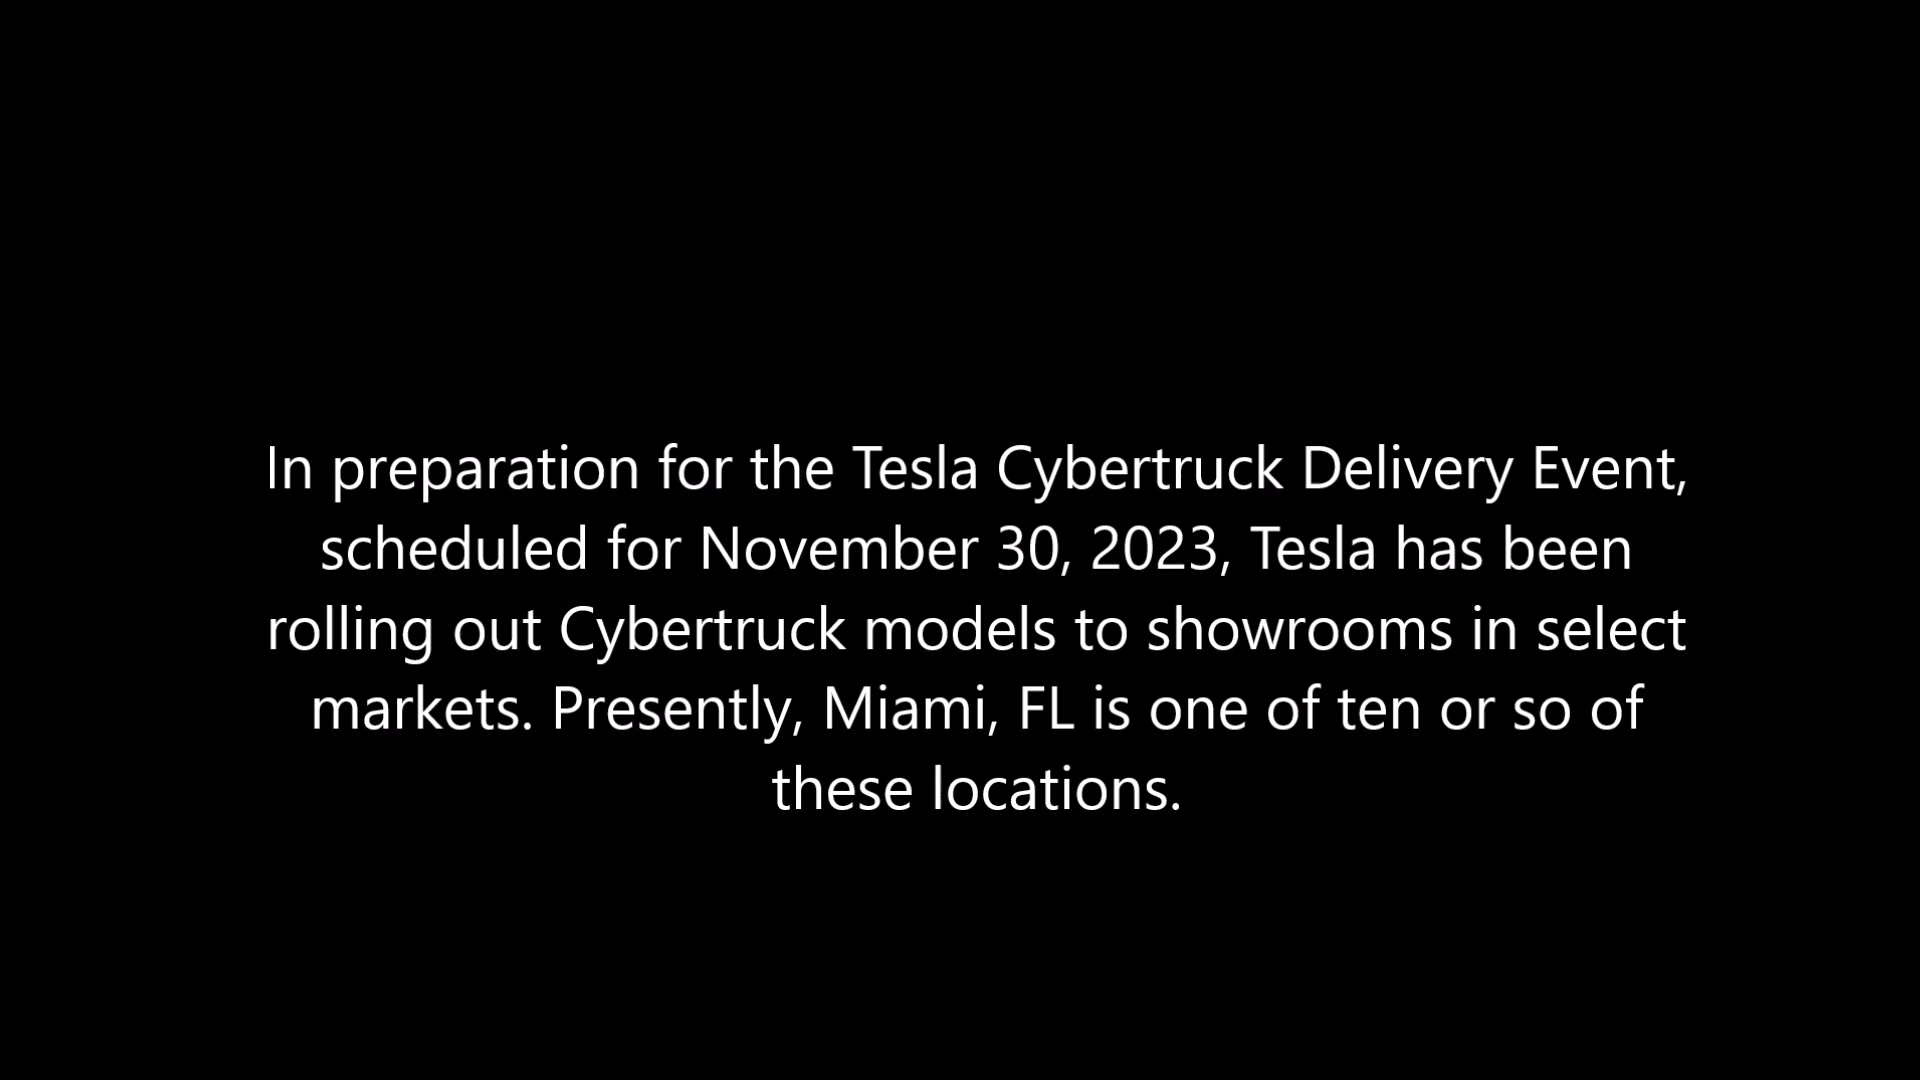 In preparation for the Tesla Cybertruck Delivery Event,
scheduled for November 30, 2023, Tesla has been
rolling out Cybertruck models to showrooms in select
markets. Presently, Miami, FL is one of ten or so of
these locations.